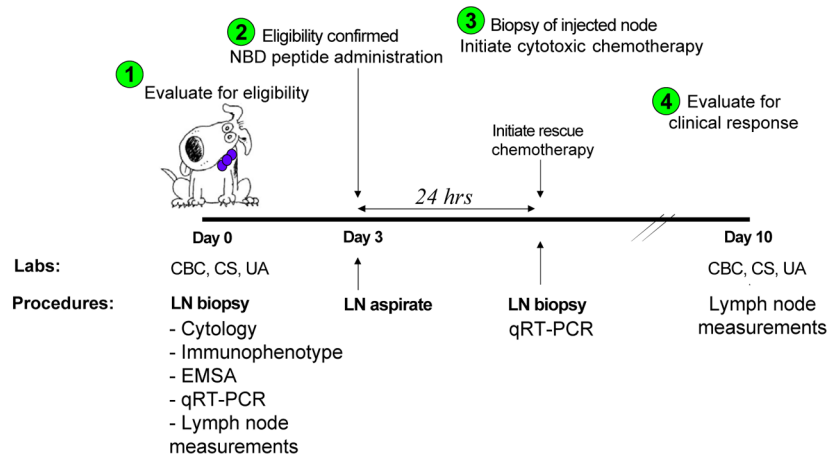 1
Evaluate for eligibility
2 Eligibility confirmed
NBD peptide administration
3 Biopsy of injected node
Initiate cytotoxic chemotherapy
4 Evaluate for
clinical response
Initiate rescue
chemotherapy
24 hrs
Day 0
Day 3
Day 10
Labs:
CBC, CS, UA
CBC, CS, UA
Procedures:
LN biopsy
- Cytology
- Immunophenotype
- EMSA
- qRT-PCR
- Lymph node
measurements
LN aspirate
LN biopsy
qRT-PCR
Lymph node
measurements